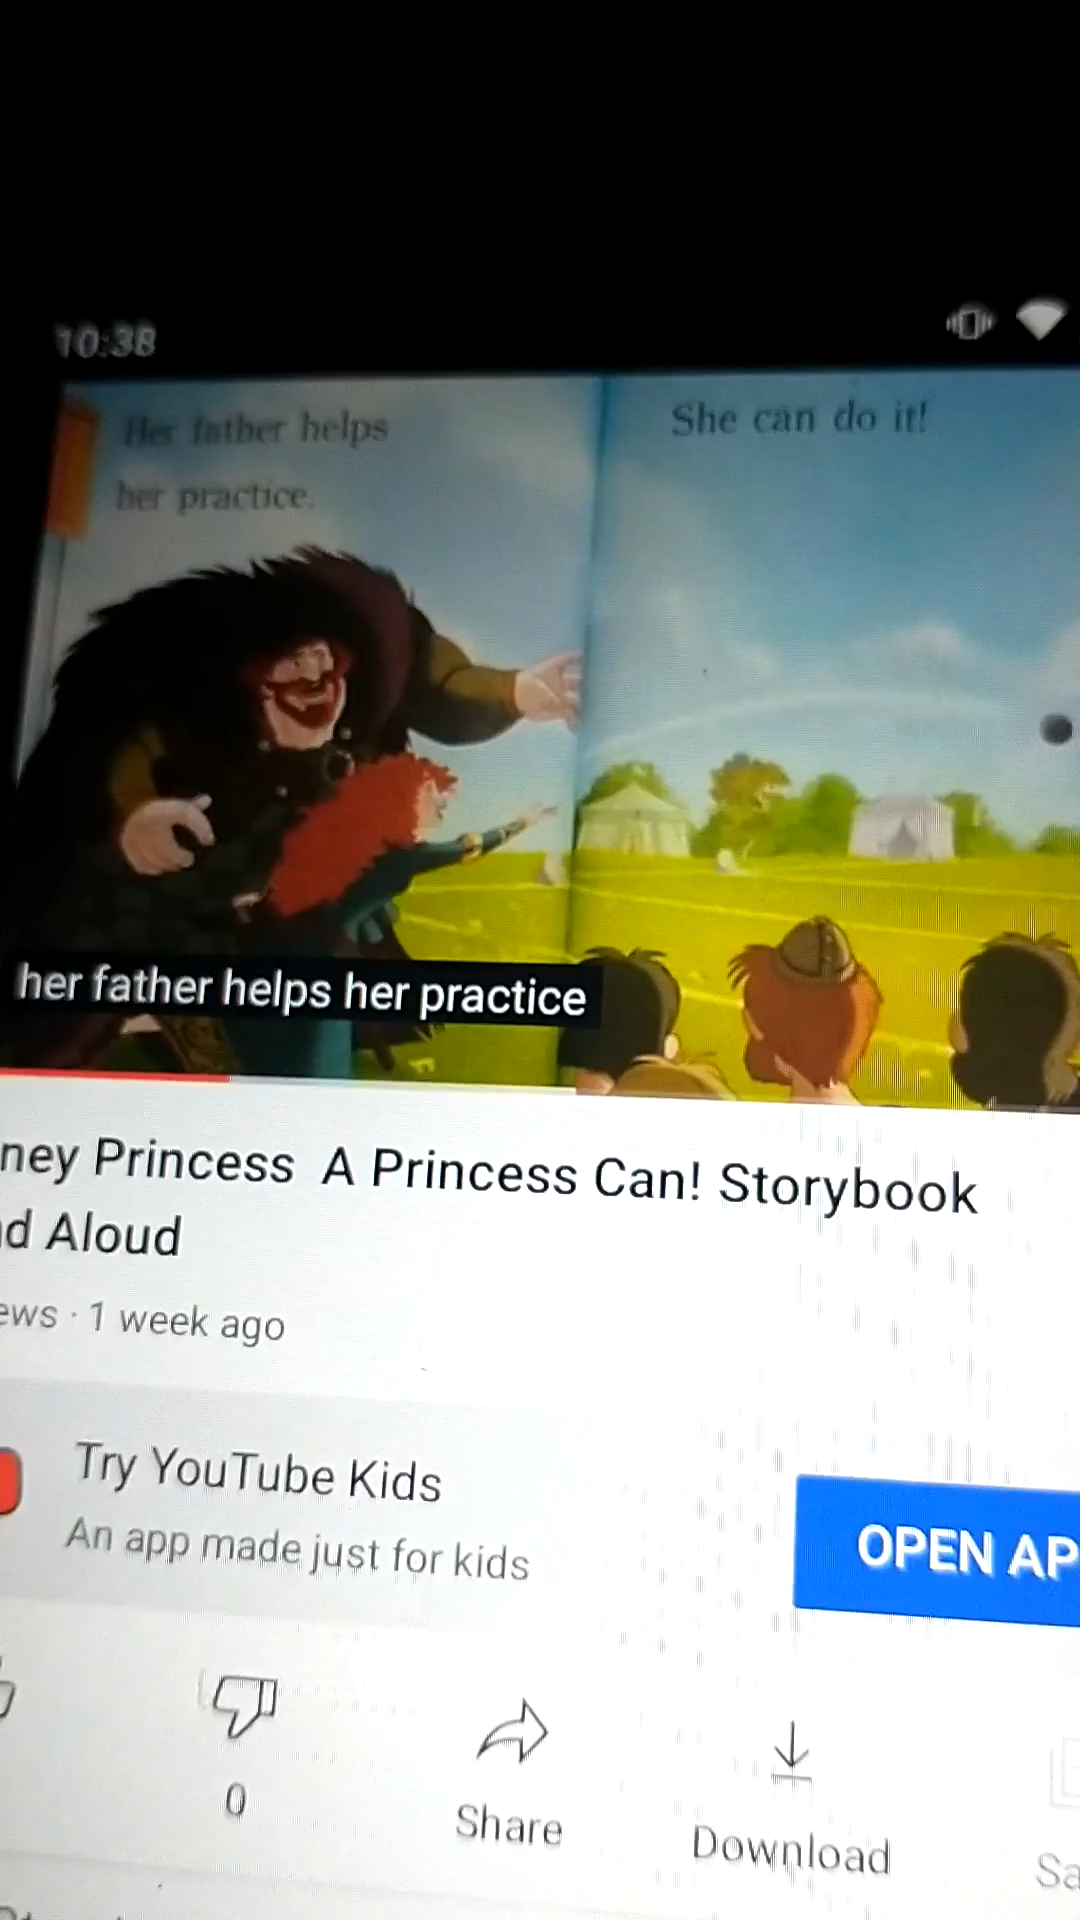 10:38
Her father helps
her practice.
She can do it!
her father helps her practice
ney Princess A Princess Can! Storybook
d Aloud
ews · 1 week ago
Try YouTube Kids
An app made just for kids
OPEN AP
0
Share
Download
Sa